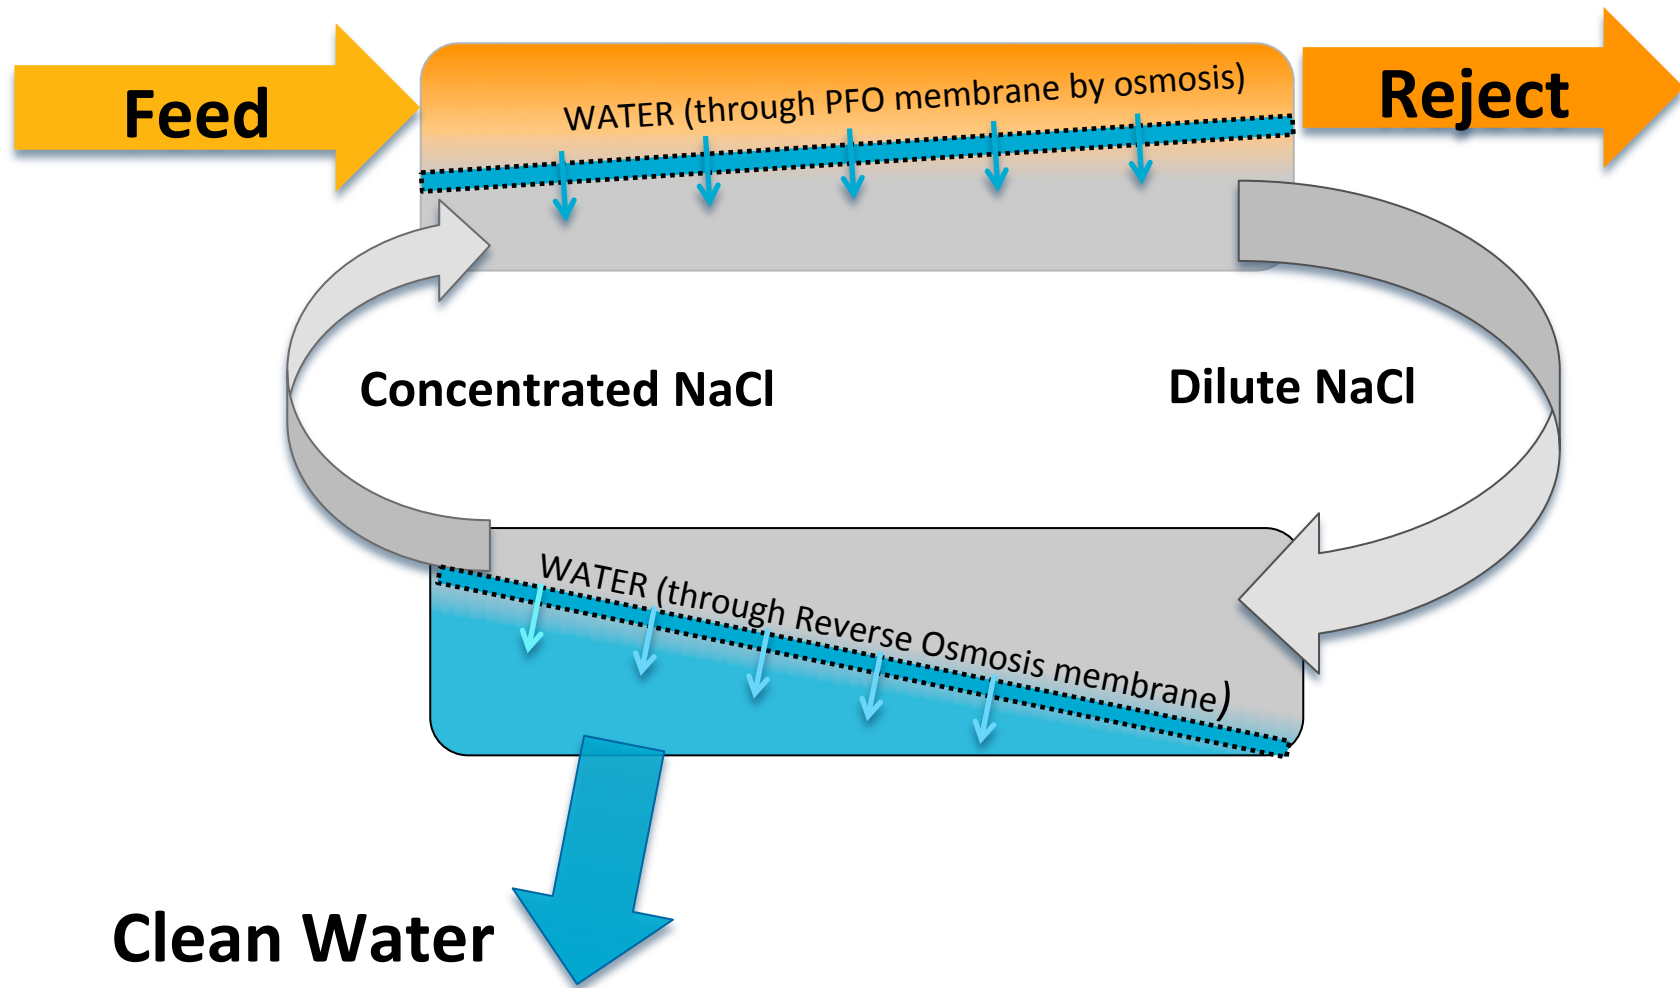 Feed
WATER (through PFO membrane by osmosis)
Reject
Concentrated NaCl
Dilute NaCl
WATER (through Reverse Osmosis membrane)
Clean Water